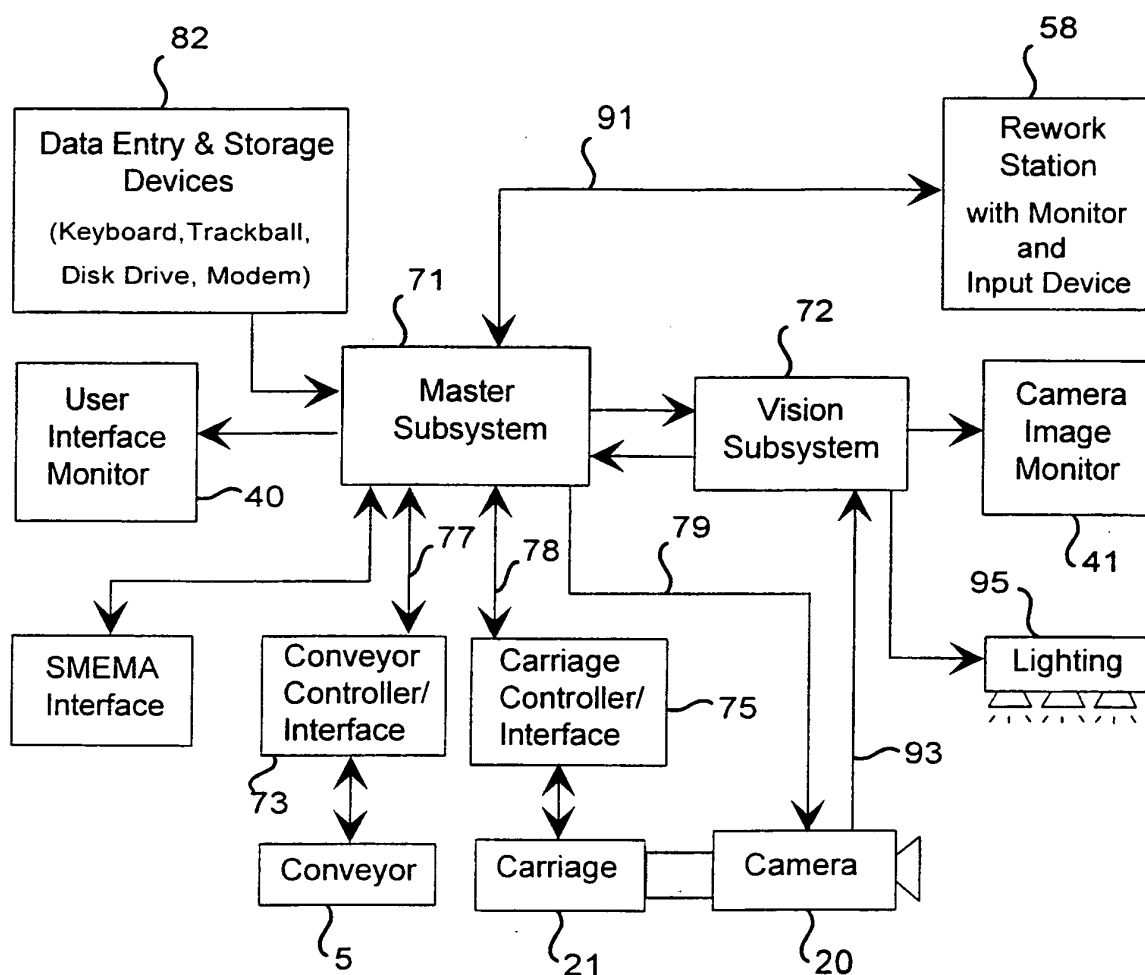 82
58
Data Entry & Storage
Devices
(Keyboard,Trackball,
Disk Drive, Modem)
91
Rework
Station
with Monitor
and
Input Device
71
72
User
Interface
Monitor
40
Master
Subsystem
Vision
Subsystem
Camera
Image
Monitor
41
77
78
79
95
SMEMA
Interface
Conveyor
Controller/
Interface
73
Carriage
Controller/
Interface
75
Lighting
93
Conveyor
5
Carriage
21
Camera
20